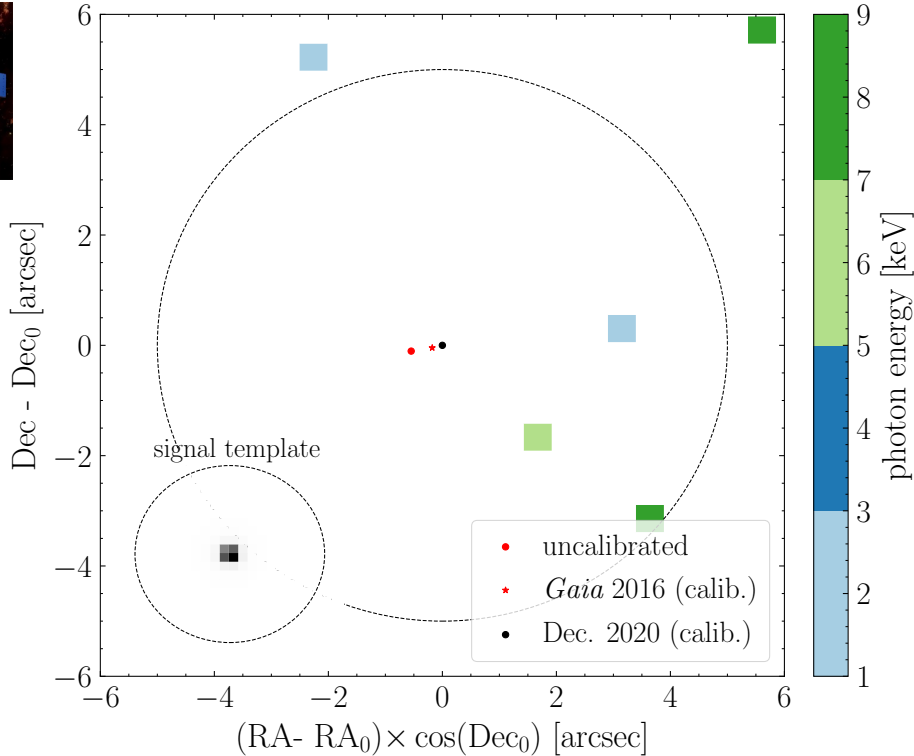 6
4
2
0
−2
−4
−6
Dec - Dec₀ [arcsec]
signal template
uncalibrated
Gaia 2016 (calib.)
Dec. 2020 (calib.)
−6 −4 −2 0 2 4 6
(RA- RA₀)× cos(Dec₀) [arcsec]
9
8
7
6
5
4
3
2
1
photon energy [keV]